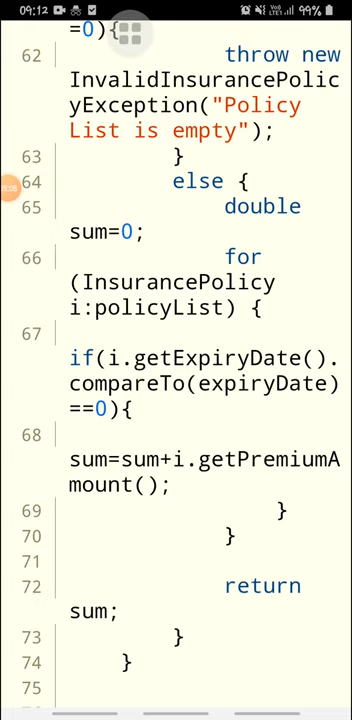 09:12 99%
=0){
62 throw new
InvalidInsurancePolic
yException("Policy
List is empty");
63 }
64 else {
65 double
sum=0;
66 for
(InsurancePolicy
i:policyList) {
67
if(i.getExpiryDate().
compareTo(expiryDate)
==0){
68
sum=sum+i.getPremiumA
mount();
69 }
70 }
71
72 return
sum;
73 }
74 }
75